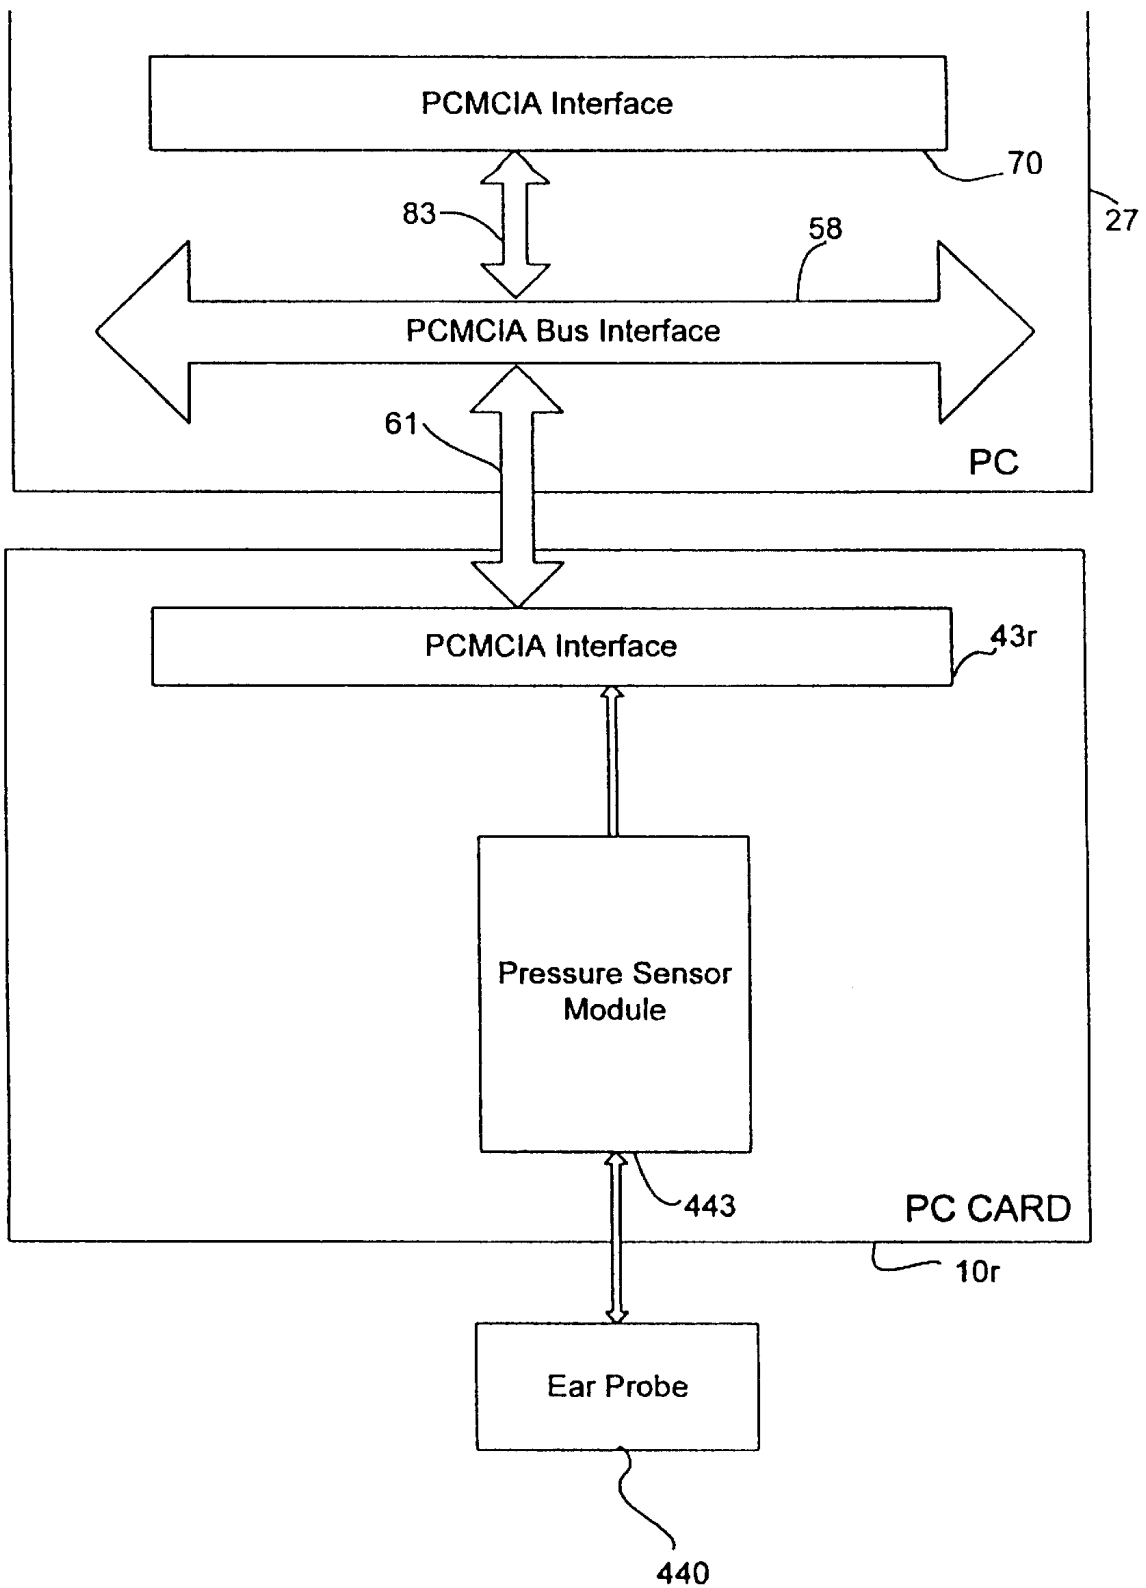 PCMCIA Interface
70
83
27
58
PCMCIA Bus Interface
61
PC
PCMCIA Interface
43r
Pressure Sensor
Module
443
PC CARD
10r
Ear Probe
440